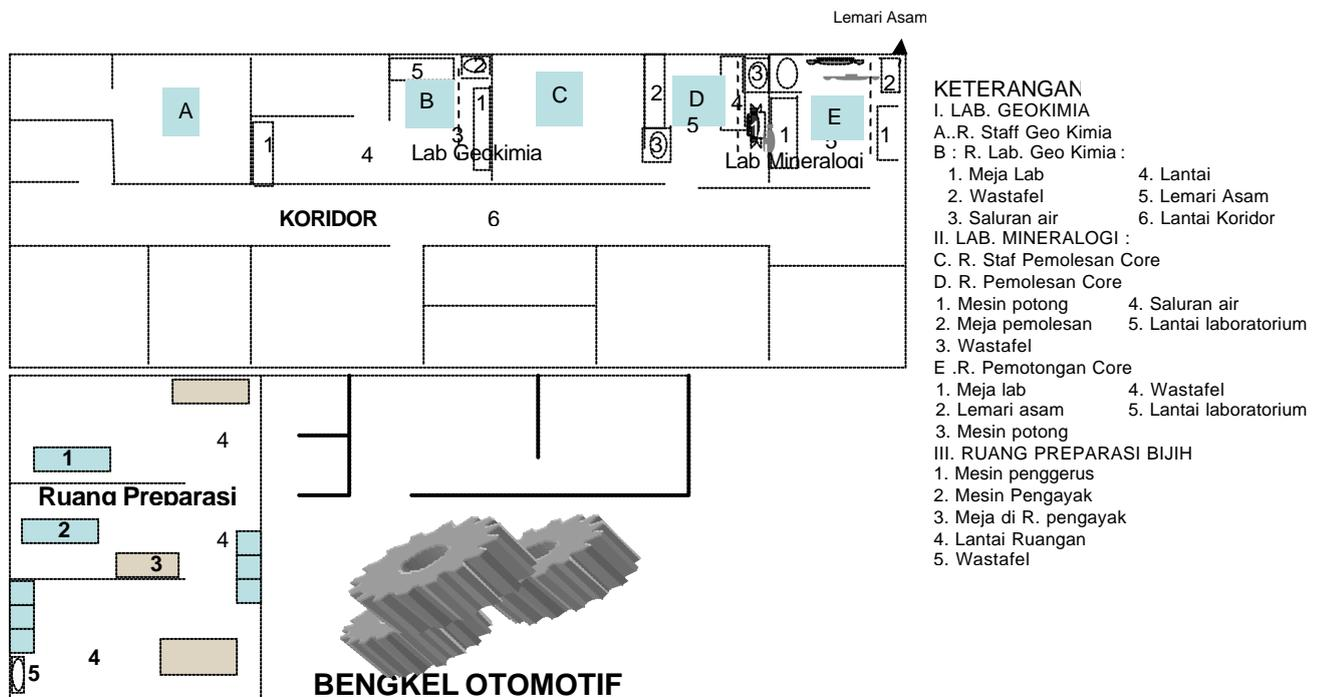 Lemari Asam
A
5
B
2
1
3
C
2
D
5
3
4
3
1
1
E
5
2
1
1
4
Lab Geokimia
Lab Mineralogi
KORIDOR 6
4
1
Ruang Preparasi
2
4
3
5
4
BENGKEL OTOMOTIF
KETERANGAN
I. LAB. GEOKIMIA
A..R. Staff Geo Kimia
B : R. Lab. Geo Kimia :
1. Meja Lab 4. Lantai
2. Wastafel 5. Lemari Asam
3. Saluran air 6. Lantai Koridor
II. LAB. MINERALOGI :
C. R. Staf Pemolesan Core
D. R. Pemolesan Core
1. Mesin potong 4. Saluran air
2. Meja pemolesan 5. Lantai laboratorium
3. Wastafel
E .R. Pemotongan Core
1. Meja lab 4. Wastafel
2. Lemari asam 5. Lantai laboratorium
3. Mesin potong
III. RUANG PREPARASI BIJIH
1. Mesin penggerus
2. Mesin Pengayak
3. Meja di R. pengayak
4. Lantai Ruangan
5. Wastafel